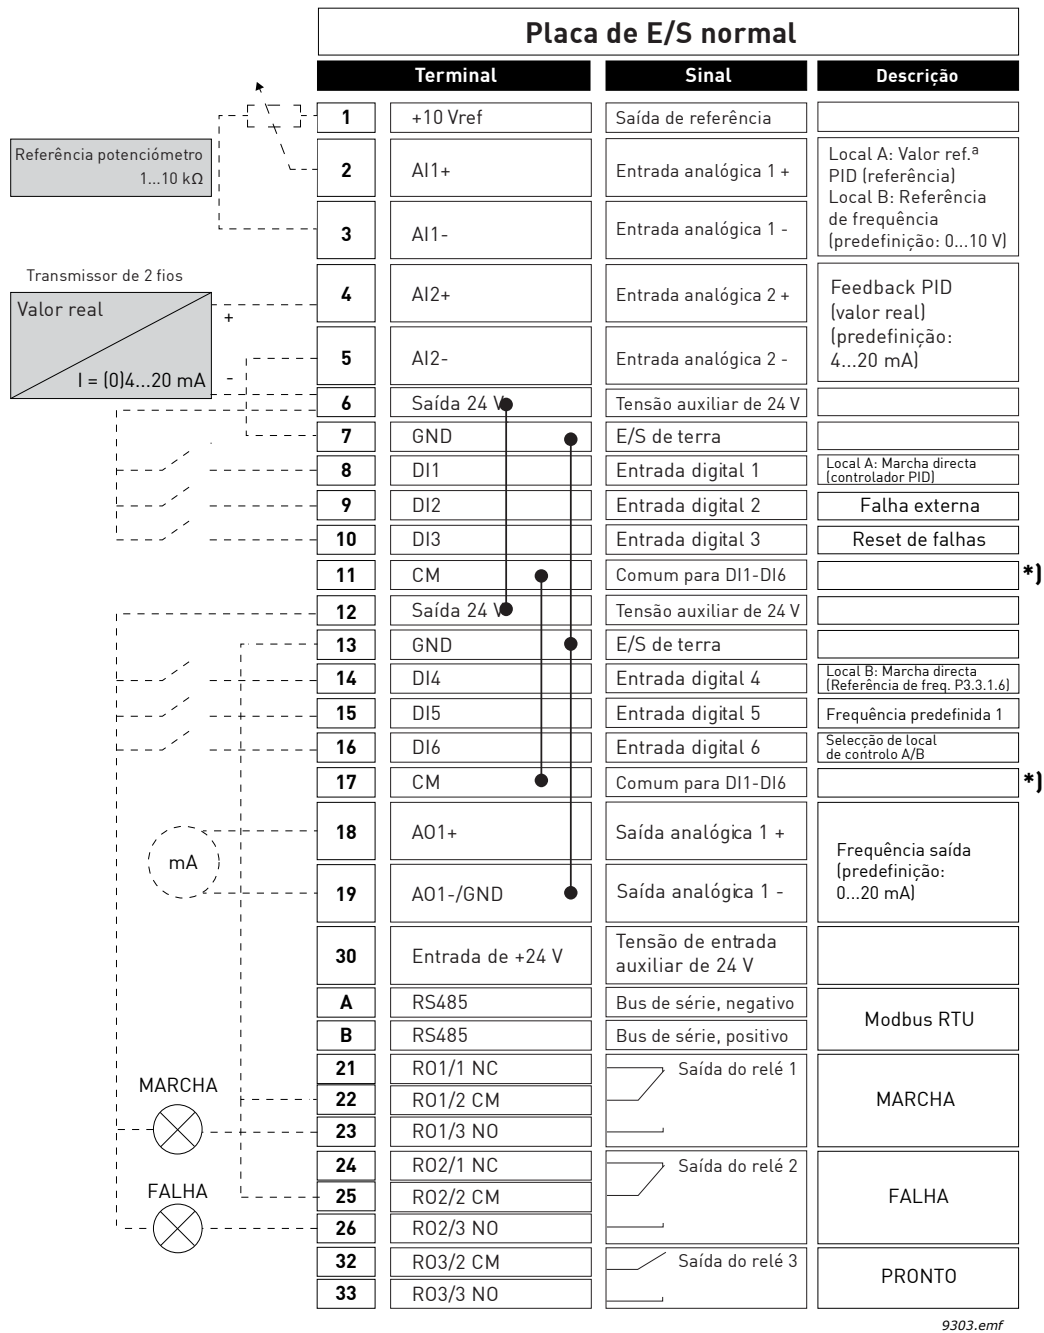 Placa de E/S normal
Terminal Sinal Descrição
1 +10 Vref Saída de referência
Referência potenciómetro
1...10 kΩ
2 AI1+ Entrada analógica 1 +
3 AI1- Entrada analógica 1 -
Local A: Valor ref.ª
PID (referência)
Local B: Referência
de frequência
(predefinição: 0...10 V)
Transmissor de 2 fios
Valor real
+
I = (0)4...20 mA
-
4 AI2+ Entrada analógica 2 +
5 AI2- Entrada analógica 2 -
Feedback PID
(valor real)
(predefinição:
4...20 mA)
6 Saída 24 V Tensão auxiliar de 24 V
7 GND E/S de terra
8 DI1 Entrada digital 1
Local A: Marcha directa
(controlador PID)
9 DI2 Entrada digital 2 Falha externa
10 DI3 Entrada digital 3 Reset de falhas
11 CM Comum para DI1-DI6 *)
12 Saída 24 V Tensão auxiliar de 24 V
13 GND E/S de terra
14 DI4 Entrada digital 4
Local B: Marcha directa
(Referência de freq. P3.3.1.6)
15 DI5 Entrada digital 5 Frequência predefinida 1
16 DI6 Entrada digital 6
Selecção de local
de controlo A/B
17 CM Comum para DI1-DI6 *)
mA
18 AO1+ Saída analógica 1 +
19 AO1-/GND Saída analógica 1 -
Frequência saída
(predefinição:
0...20 mA)
30 Entrada de +24 V
Tensão de entrada
auxiliar de 24 V
A RS485 Bus de série, negativo
B RS485 Bus de série, positivo
Modbus RTU
MARCHA
21 RO1/1 NC Saída do relé 1
22 RO1/2 CM MARCHA
23 RO1/3 NO
FALHA
24 RO2/1 NC Saída do relé 2
25 RO2/2 CM FALHA
26 RO2/3 NO
32 RO3/2 CM Saída do relé 3
33 RO3/3 NO
PRONTO
9303.emf